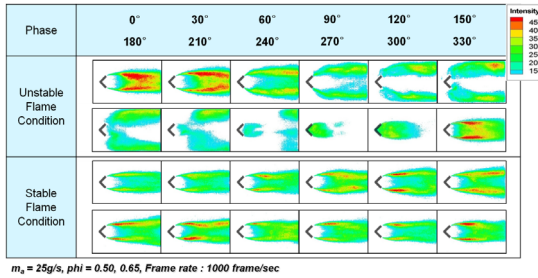 Phase
0° 30° 60° 90° 120° 150°
180° 210° 240° 270° 300° 330°
Intensity
45
40
35
30
25
20
15
Unstable
Flame
Condition
Stable
Flame
Condition
mₐ = 25g/s, phi = 0.50, 0.65, Frame rate : 1000 frame/sec